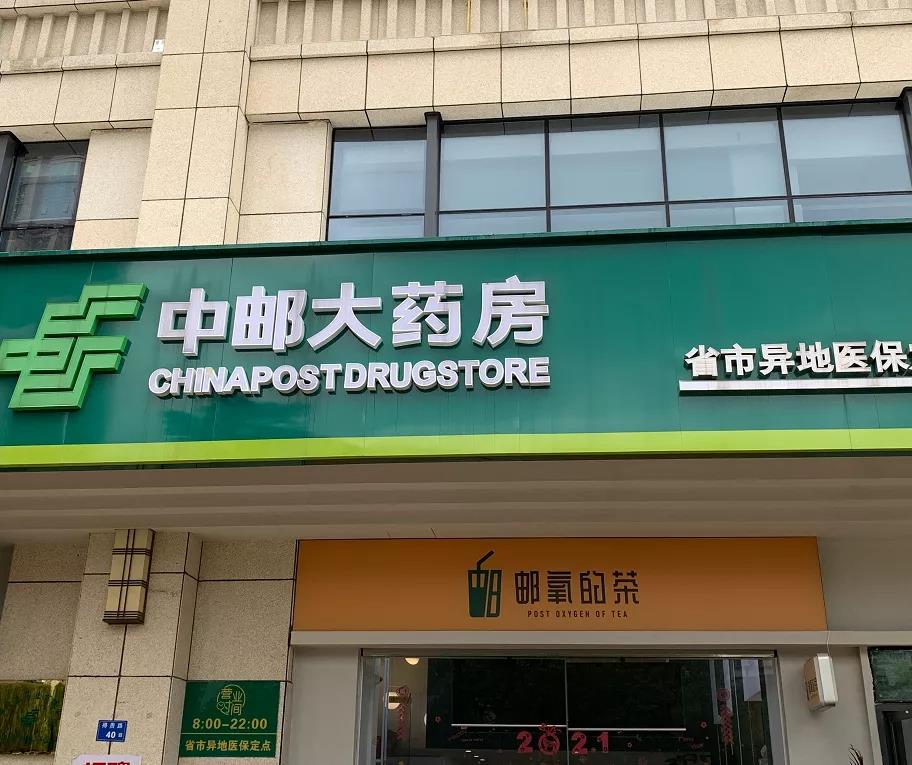 中邮大药房
CHINAPOST DRUGSTORE
省市异地医保定
邮氧的茶
POST OXYGEN OF TEA
营业时间
8:00-22:00
省市异地医保定点
40
2021